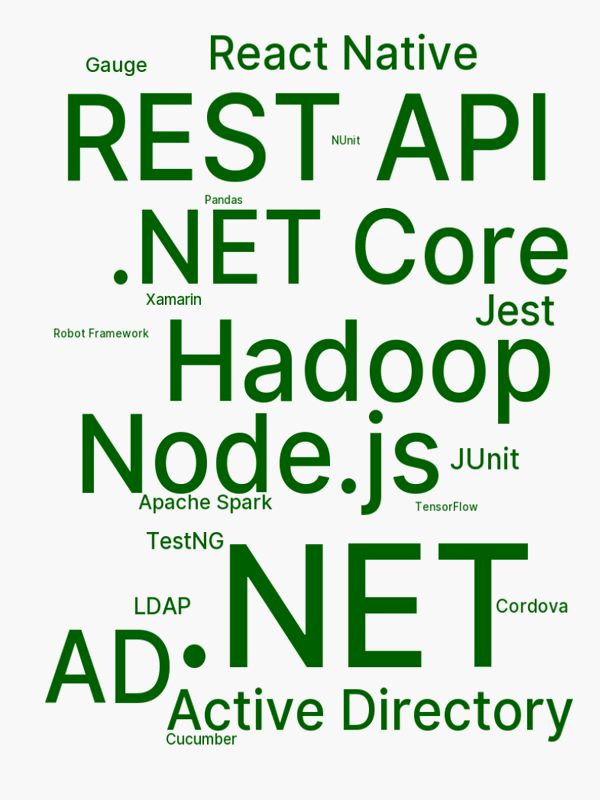 React Native
Gauge
REST API
NUnit
Pandas
.NET Core
Xamarin
Jest
Robot Framework
Hadoop
Node.js
JUnit
Apache Spark
TensorFlow
TestNG
.NET
LDAP
Cordova
AD
Active Directory
Cucumber